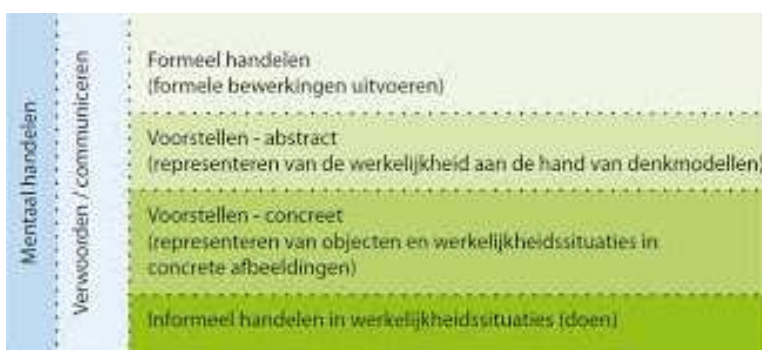 Mentaal handelen
Verwoorden / communiceren
Formeel handelen
(formele bewerkingen uitvoeren)
Voorstellen - abstract
(representeren van de werkelijkheid aan de hand van denkmodellen)
Voorstellen - concreet
(representeren van objecten en werkelijkheidssituaties in
concrete afbeeldingen)
Informeel handelen in werkelijkheidssituaties (doen)